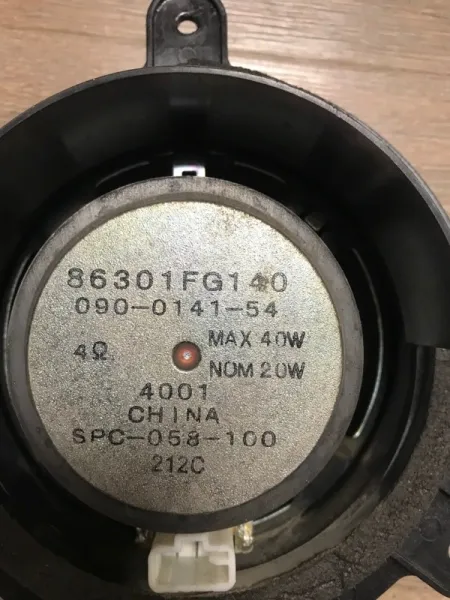 86301FG140
090-0141-54
4Ω
MAX 40W
NOM 20W
4001
CHINA
SPC-058-100
212C